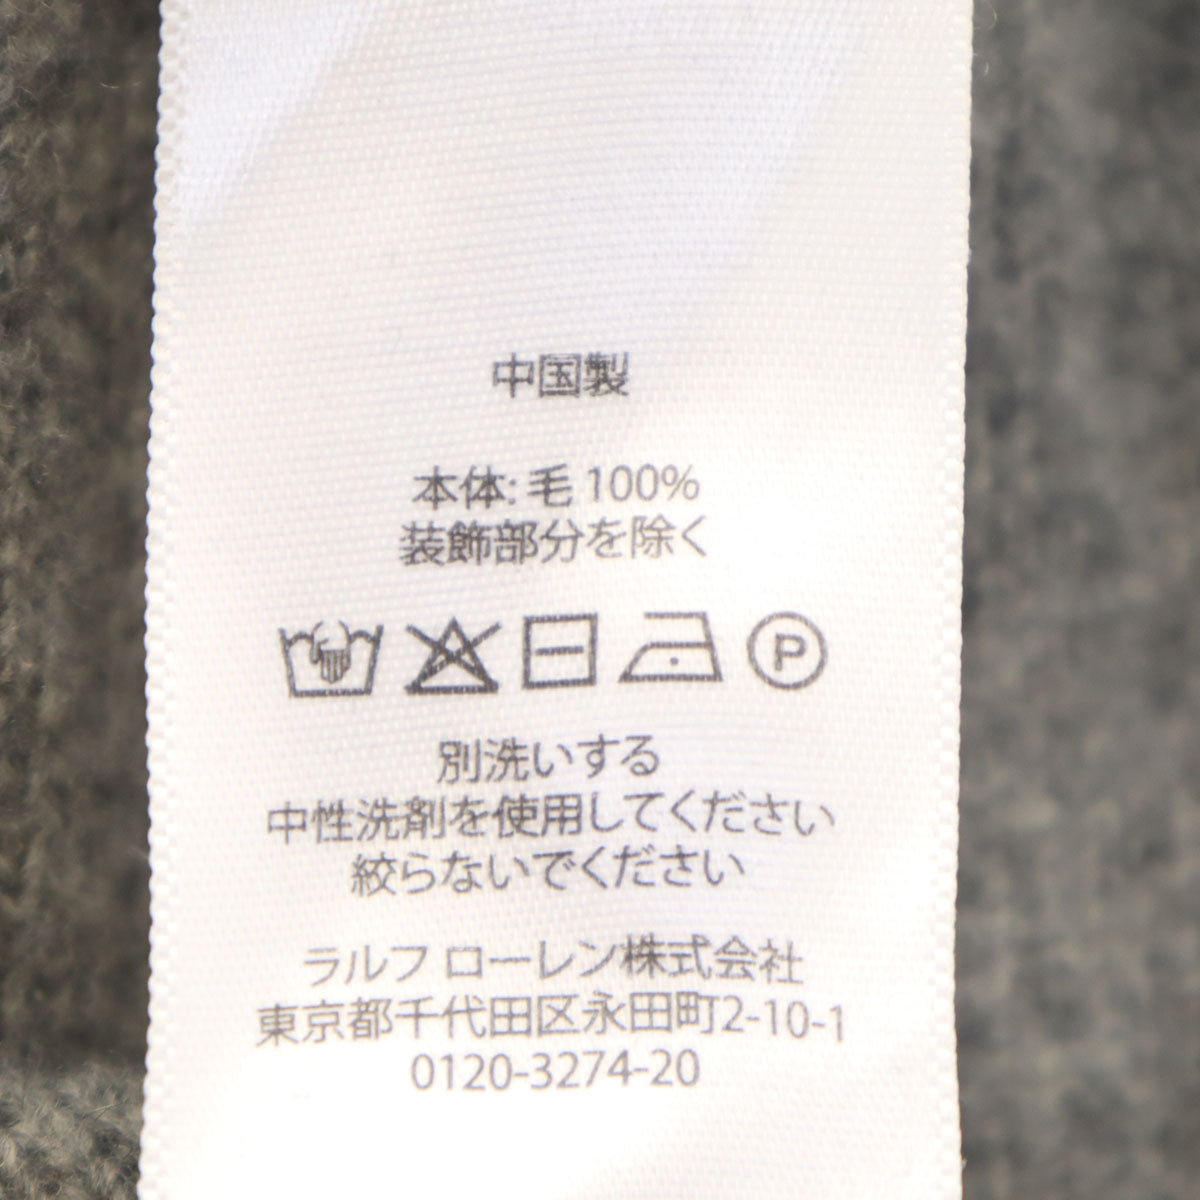 中国製
本体: 毛 100%
装飾部分を除く
P
別洗いする
中性洗剤を使用してください
絞らないでください
ラルフ ローレン株式会社
東京都千代田区永田町2-10-1
0120-3274-20